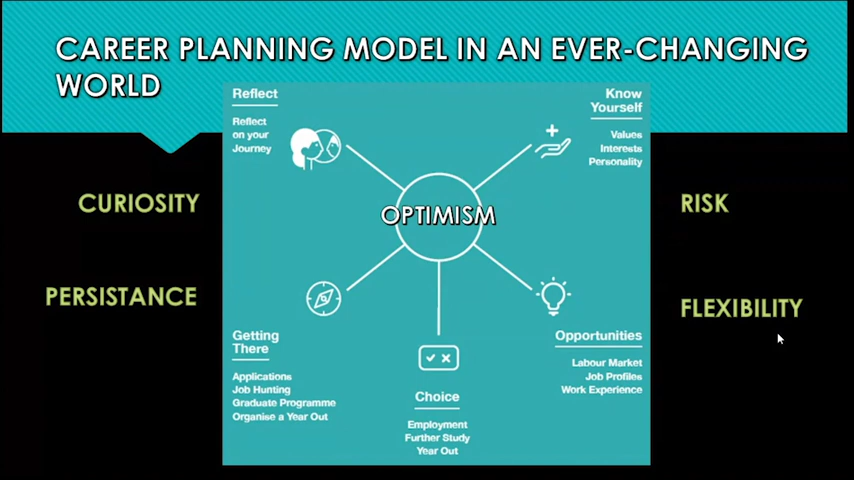 CAREER PLANNING MODEL IN AN EVER-CHANGING
WORLD
Reflect
Reflect
on your
Journey
Know
Yourself
Values
Interests
Personality
CURIOSITY
OPTIMISM
RISK
PERSISTANCE
FLEXIBILITY
Getting
There
Applications
Job Hunting
Graduate Programme
Organise a Year Out
Choice
Employment
Further Study
Year Out
Opportunities
Labour Market
Job Profiles
Work Experience